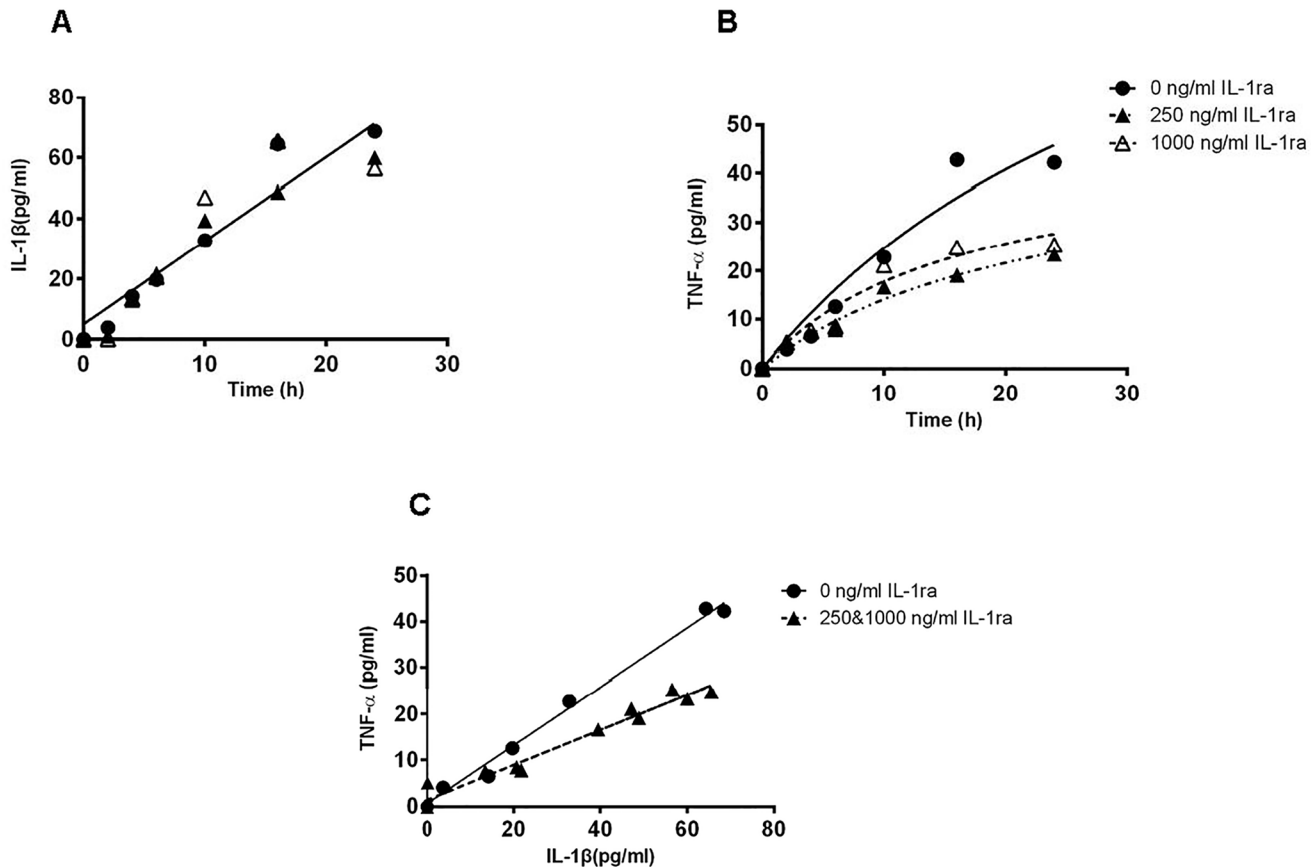 A
80
60
40
20
0
IL-1β(pg/ml)
0 10 20 30
Time (h)
B
0 ng/ml IL-1ra
250 ng/ml IL-1ra
1000 ng/ml IL-1ra
50
40
30
20
10
0
TNF-α (pg/ml)
0 10 20 30
Time (h)
C
0 ng/ml IL-1ra
250&1000 ng/ml IL-1ra
50
40
30
20
10
0
TNF-α (pg/ml)
0 20 40 60 80
IL-1β(pg/ml)